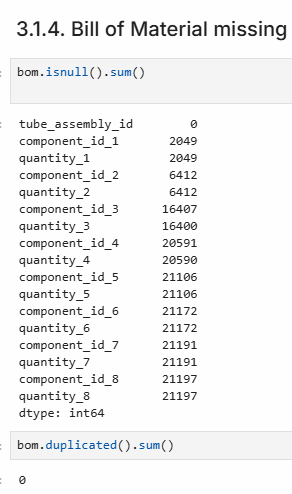 3.1.4. Bill of Material missing
bom.isnull().sum()
tube_assembly_id 0
component_id_1 2049
quantity_1 2049
component_id_2 6412
quantity_2 6412
component_id_3 16407
quantity_3 16400
component_id_4 20591
quantity_4 20590
component_id_5 21106
quantity_5 21106
component_id_6 21172
quantity_6 21172
component_id_7 21191
quantity_7 21191
component_id_8 21197
quantity_8 21197
dtype: int64
bom.duplicated().sum()
0